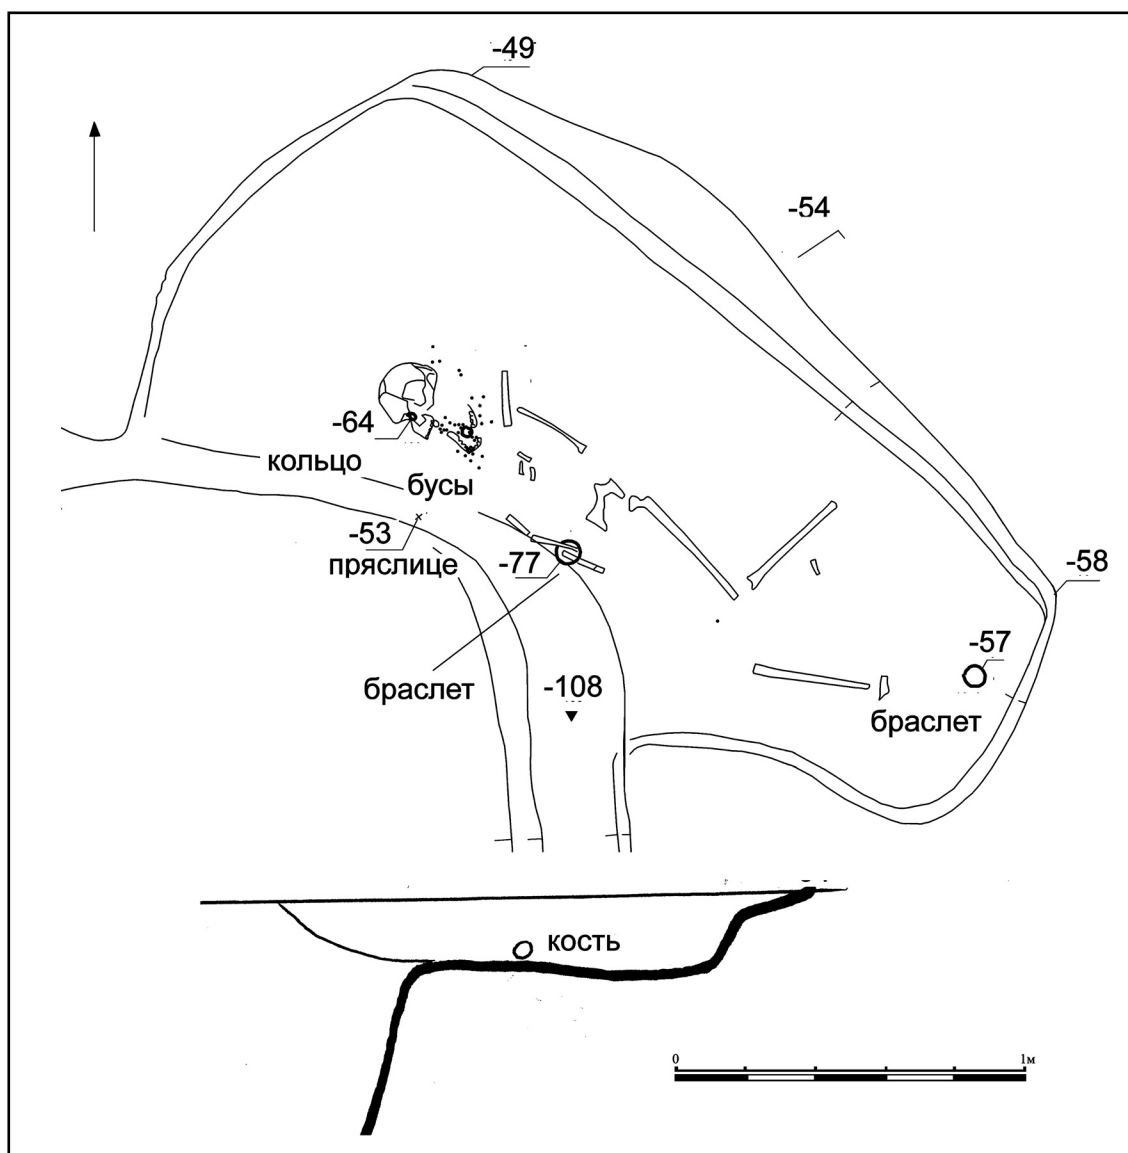 -49
-54
-64
кольцо
бусы
-53
пряслице
-77
-58
-57
браслет
-108
браслет
кость
0 1м